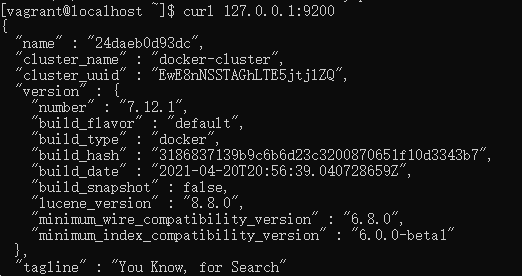 [vagrant@localhost ~]$ curl 127.0.0.1:9200
{
  "name" : "24daeb0d93dc",
  "cluster_name" : "docker-cluster",
  "cluster_uuid" : "EwE8nNSSTAGhLTE5jtj1ZQ",
  "version" : {
    "number" : "7.12.1",
    "build_flavor" : "default",
    "build_type" : "docker",
    "build_hash" : "3186837139b9c6b6d23c3200870651f10d3343b7",
    "build_date" : "2021-04-20T20:56:39.040728659Z",
    "build_snapshot" : false,
    "lucene_version" : "8.8.0",
    "minimum_wire_compatibility_version" : "6.8.0",
    "minimum_index_compatibility_version" : "6.0.0-beta1"
  },
  "tagline" : "You Know, for Search"